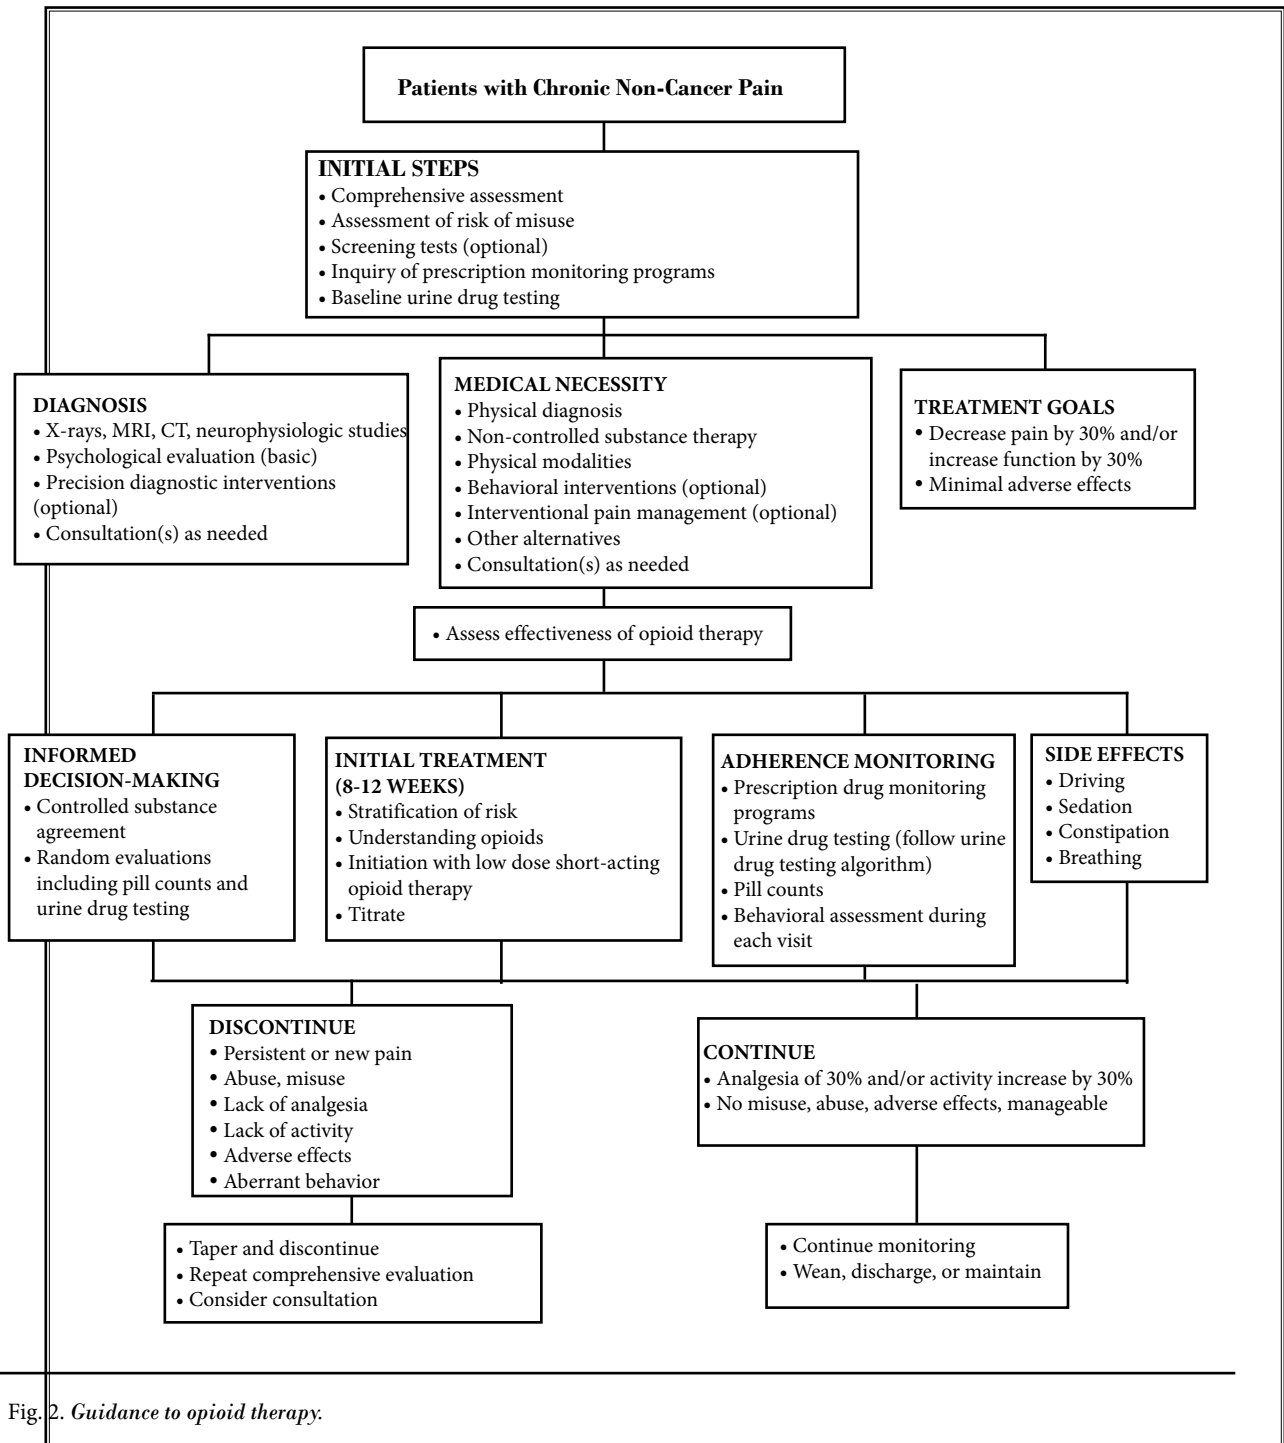 Patients with Chronic Non-Cancer Pain
INITIAL STEPS
• Comprehensive assessment
• Assessment of risk of misuse
• Screening tests (optional)
• Inquiry of prescription monitoring programs
• Baseline urine drug testing
DIAGNOSIS
• X-rays, MRI, CT, neurophysiologic studies
• Psychological evaluation (basic)
• Precision diagnostic interventions
(optional)
• Consultation(s) as needed
MEDICAL NECESSITY
• Physical diagnosis
• Non-controlled substance therapy
• Physical modalities
• Behavioral interventions (optional)
• Interventional pain management (optional)
• Other alternatives
• Consultation(s) as needed
TREATMENT GOALS
• Decrease pain by 30% and/or
increase function by 30%
• Minimal adverse effects
• Assess effectiveness of opioid therapy
INFORMED
DECISION-MAKING
• Controlled substance
agreement
• Random evaluations
including pill counts and
urine drug testing
INITIAL TREATMENT
(8-12 WEEKS)
• Stratification of risk
• Understanding opioids
• Initiation with low dose short-acting
opioid therapy
• Titrate
ADHERENCE MONITORING
• Prescription drug monitoring
programs
• Urine drug testing (follow urine
drug testing algorithm)
• Pill counts
• Behavioral assessment during
each visit
SIDE EFFECTS
• Driving
• Sedation
• Constipation
• Breathing
DISCONTINUE
• Persistent or new pain
• Abuse, misuse
• Lack of analgesia
• Lack of activity
• Adverse effects
• Aberrant behavior
CONTINUE
• Analgesia of 30% and/or activity increase by 30%
• No misuse, abuse, adverse effects, manageable
• Taper and discontinue
• Repeat comprehensive evaluation
• Consider consultation
• Continue monitoring
• Wean, discharge, or maintain
Fig. 2. Guidance to opioid therapy.